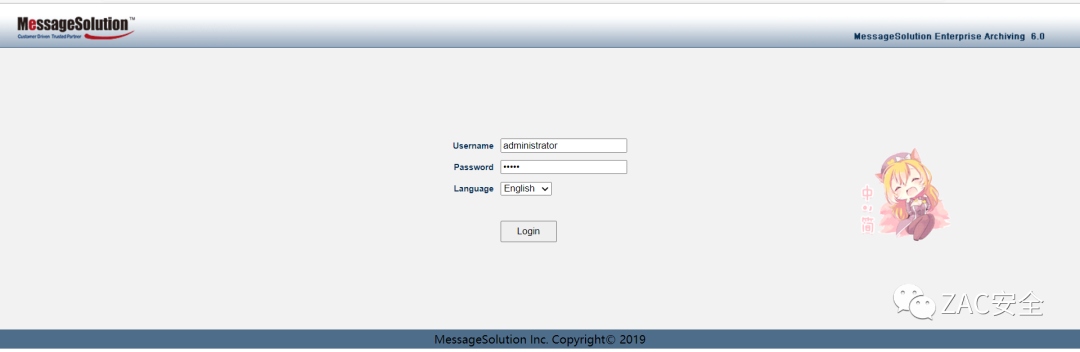 MessageSolution™
Customer Driven Trusted Partner
MessageSolution Enterprise Archiving 6.0
Username administrator
Password •••••
Language English
Login
中
简
ZAC安全
MessageSolution Inc. Copyright© 2019